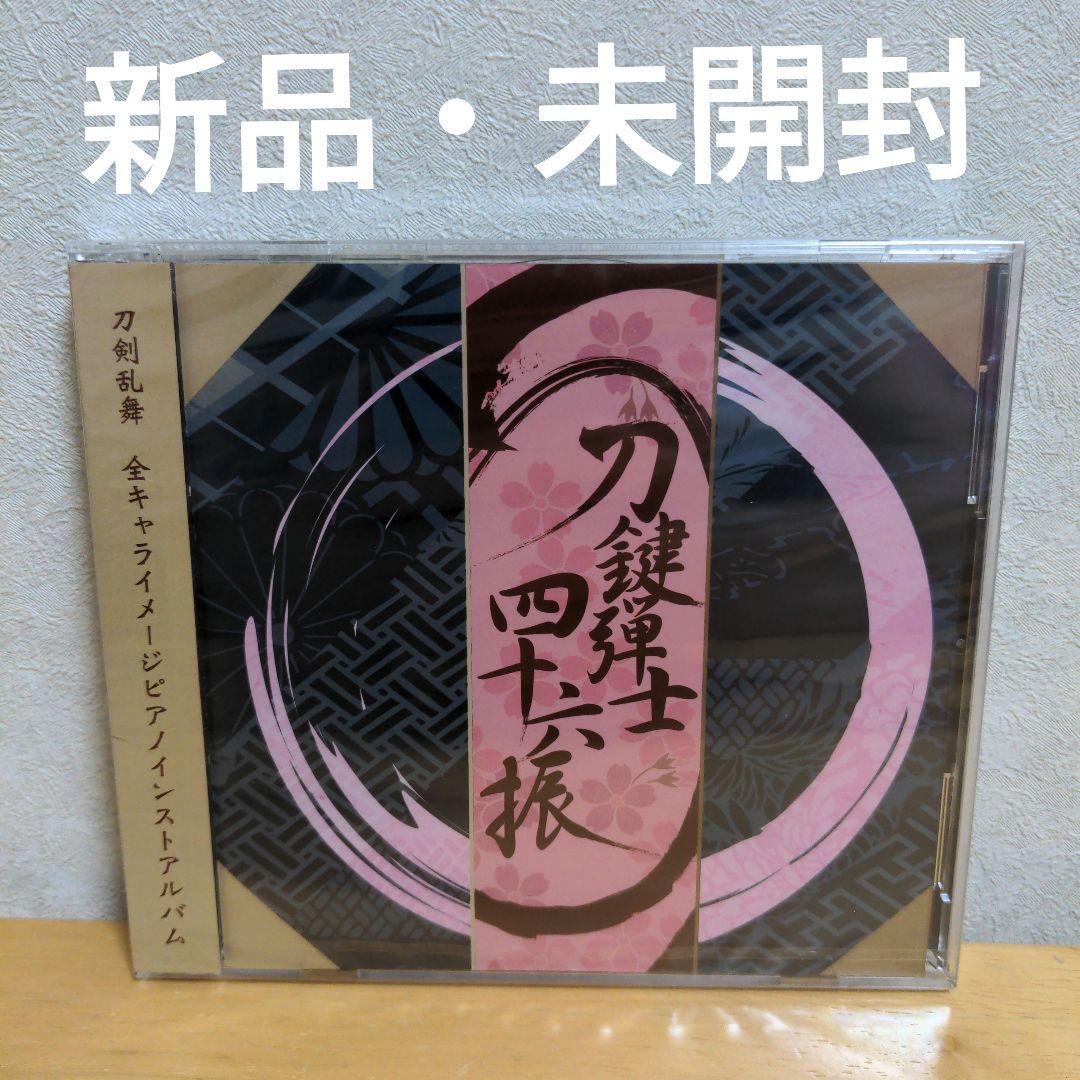 新品・未開封
刀剣乱舞 全キャライメージピアノインストアルバム
刀鍵弾士
四十六振